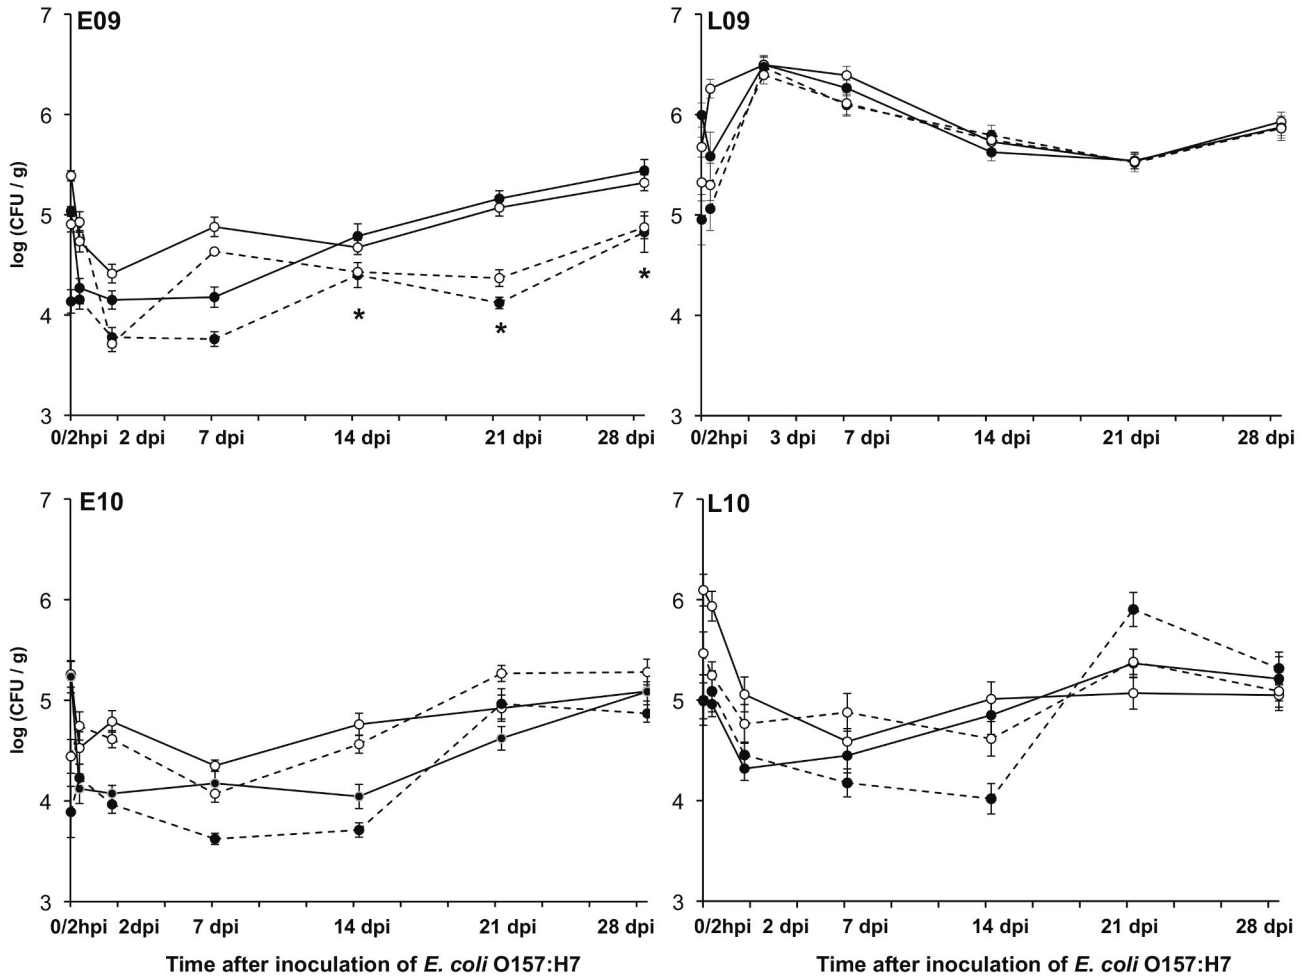 E09
7
6
5
4
3
log (CFU / g)
* * *
0/2hpi 2 dpi 7 dpi 14 dpi 21 dpi 28 dpi
L09
7
6
5
4
3
0/2hpi 3 dpi 7 dpi 14 dpi 21 dpi 28 dpi
E10
7
6
5
4
3
log (CFU / g)
0/2hpi 2dpi 7 dpi 14 dpi 21 dpi 28 dpi
Time after inoculation of E. coli O157:H7
L10
7
6
5
4
3
0/2hpi 2 dpi 7 dpi 14 dpi 21 dpi 28 dpi
Time after inoculation of E. coli O157:H7